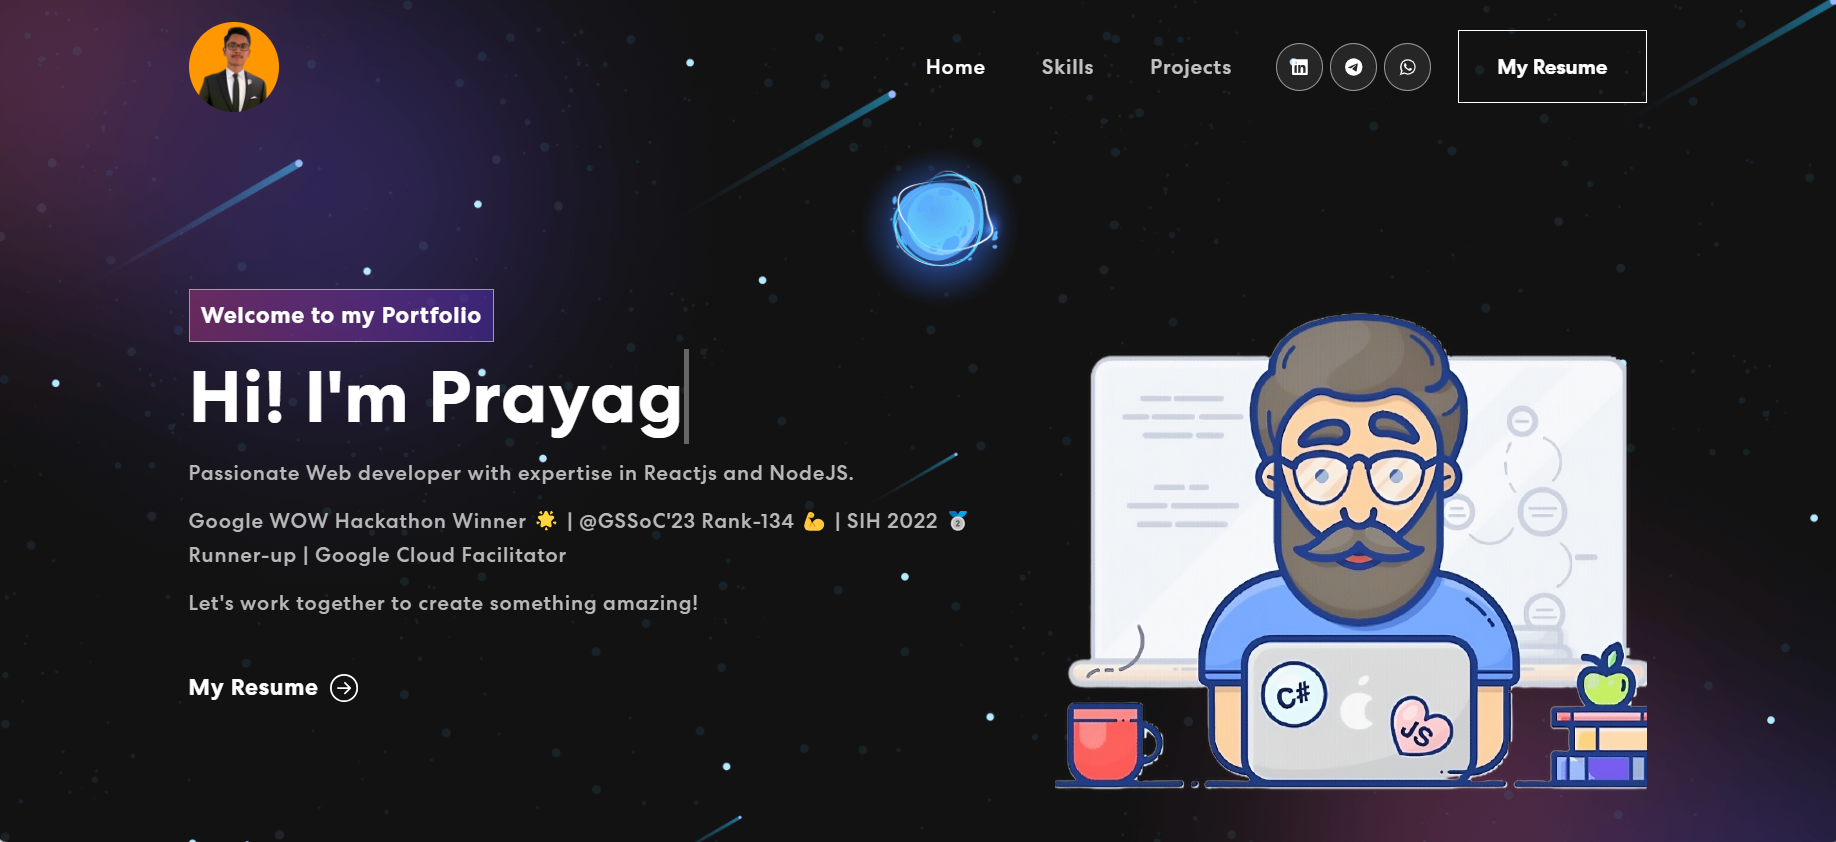 Home Skills Projects in My Resume
Welcome to my Portfolio
Hi! I'm Prayag
Passionate Web developer with expertise in Reactjs and NodeJS.
Google WOW Hackathon Winner 🌟 | @GSSoC'23 Rank-134 💪 | SIH 2022 🥈
Runner-up | Google Cloud Facilitator
Let's work together to create something amazing!
My Resume
C#
JS